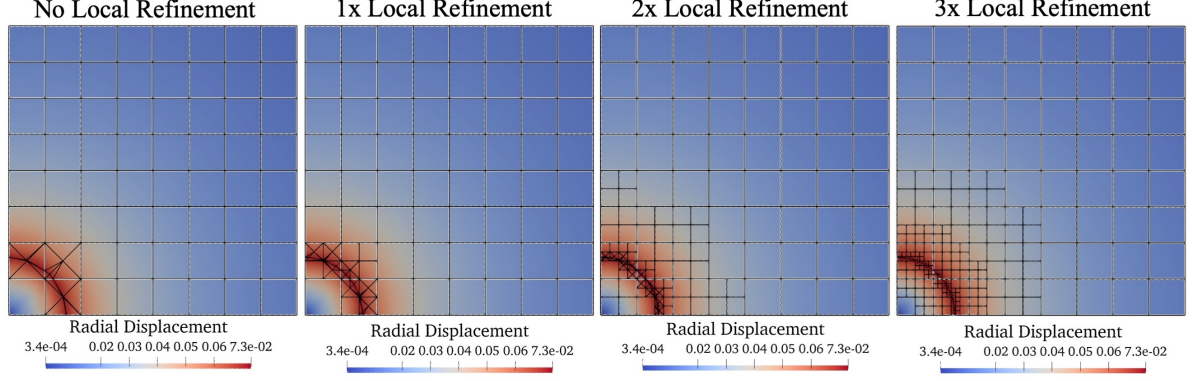 No Local Refinement
1x Local Refinement
2x Local Refinement
3x Local Refinement
Radial Displacement
3.4e-04 0.02 0.03 0.04 0.05 0.06 7.3e-02
Radial Displacement
3.4e-04 0.02 0.03 0.04 0.05 0.06 7.3e-02
Radial Displacement
3.4e-04 0.02 0.03 0.04 0.05 0.06 7.3e-02
Radial Displacement
3.4e-04 0.02 0.03 0.04 0.05 0.06 7.3e-02